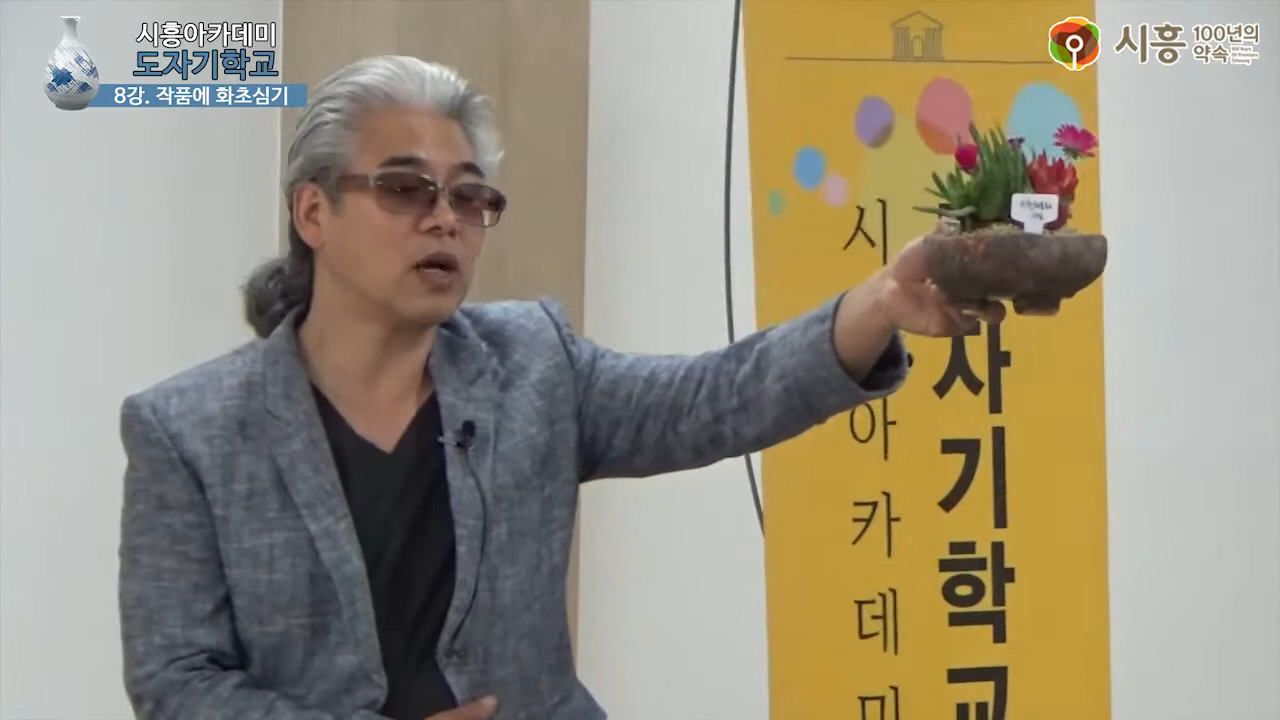 시흥아카데미
도자기학교
8강. 작품에 화초심기
시흥
100년의
약속
시
아카데미
자기학교